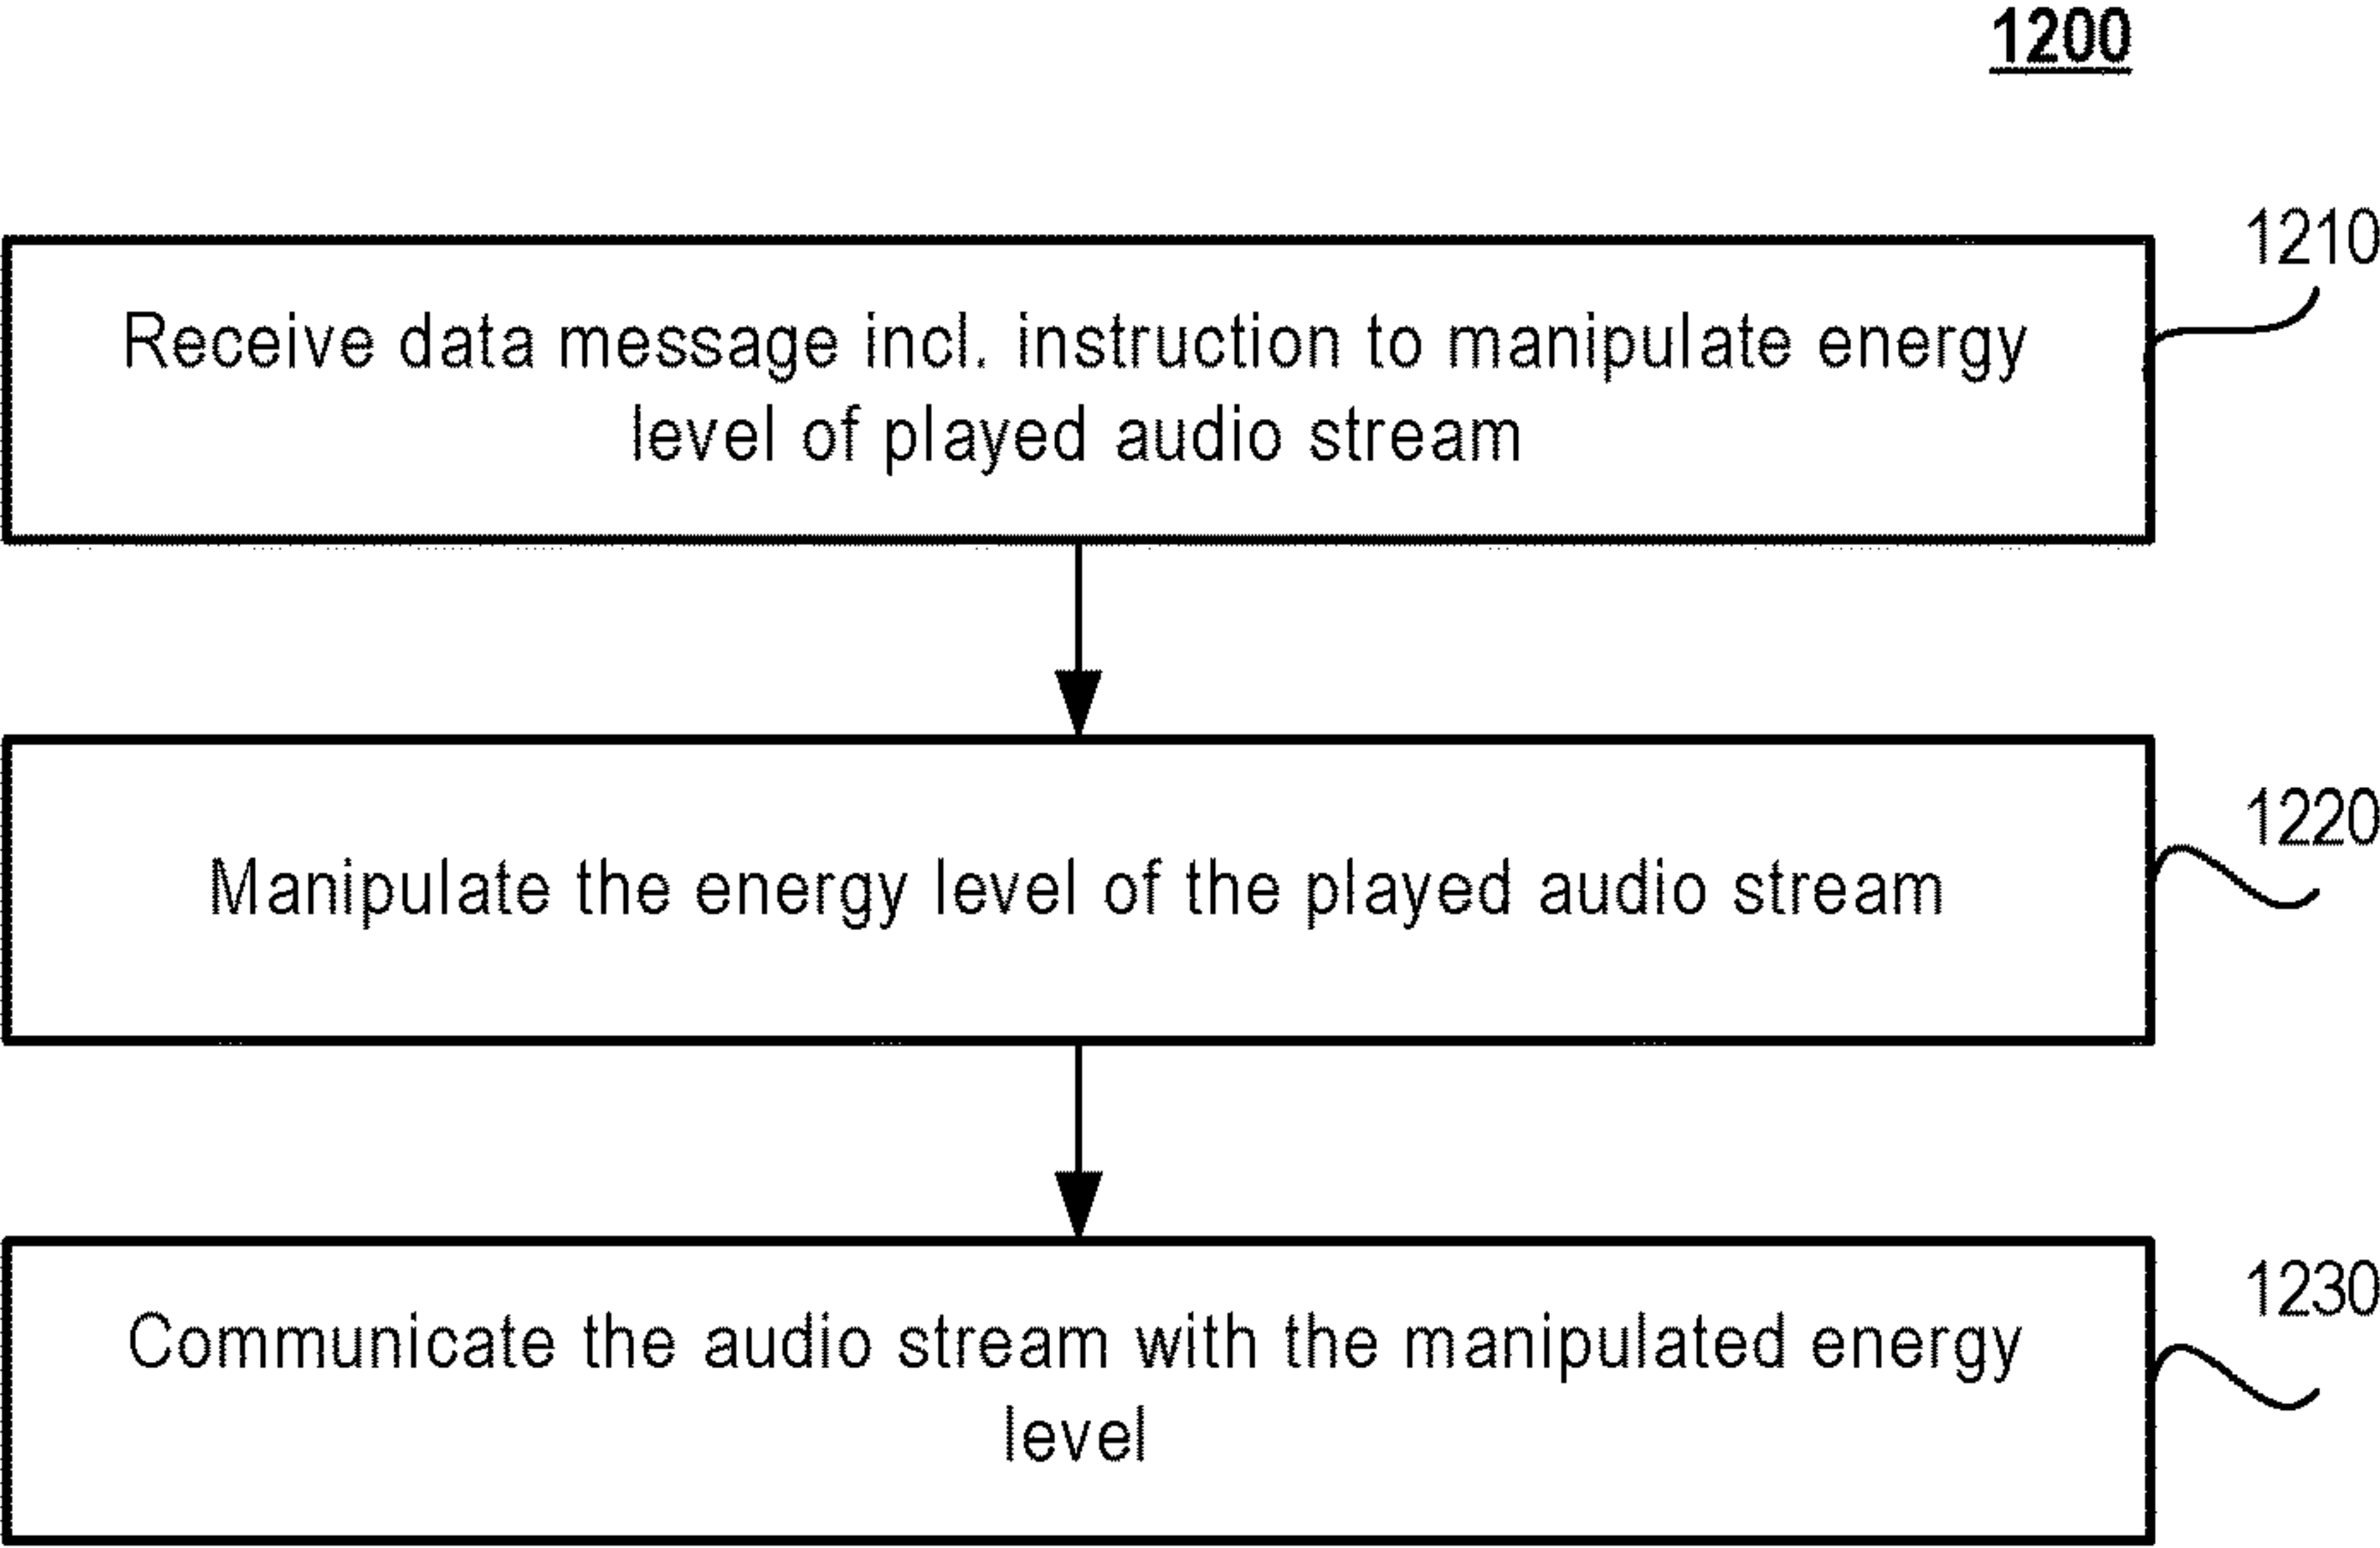 1200
1210
Receive data message incl. instruction to manipulate energy
level of played audio stream
1220
Manipulate the energy level of the played audio stream
1230
Communicate the audio stream with the manipulated energy
level